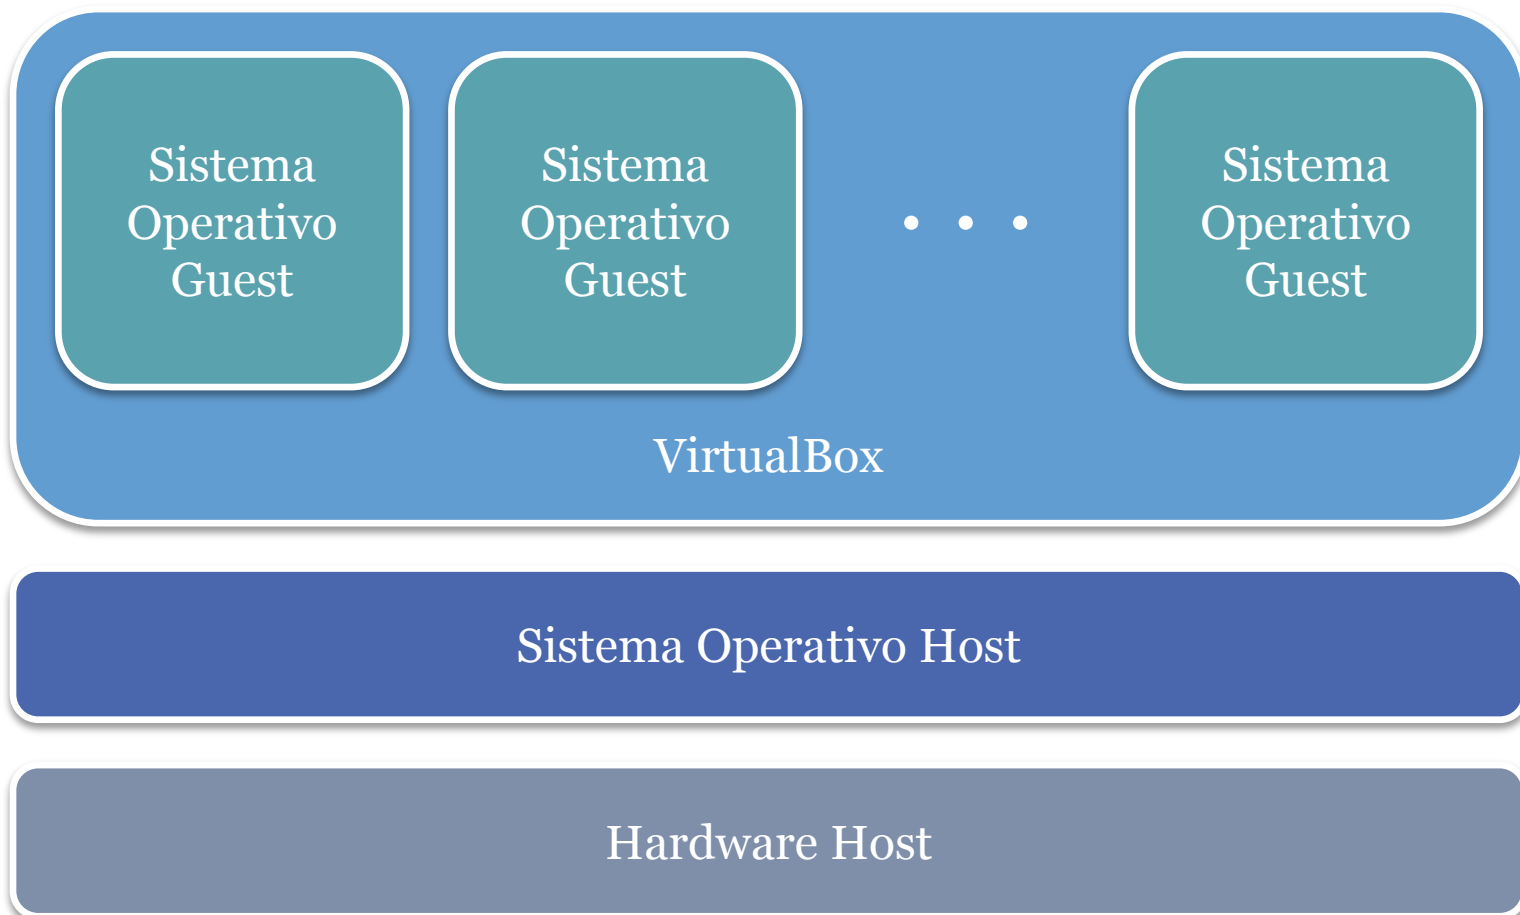 Sistema
Operativo
Guest
Sistema
Operativo
Guest
. . .
Sistema
Operativo
Guest
VirtualBox
Sistema Operativo Host
Hardware Host